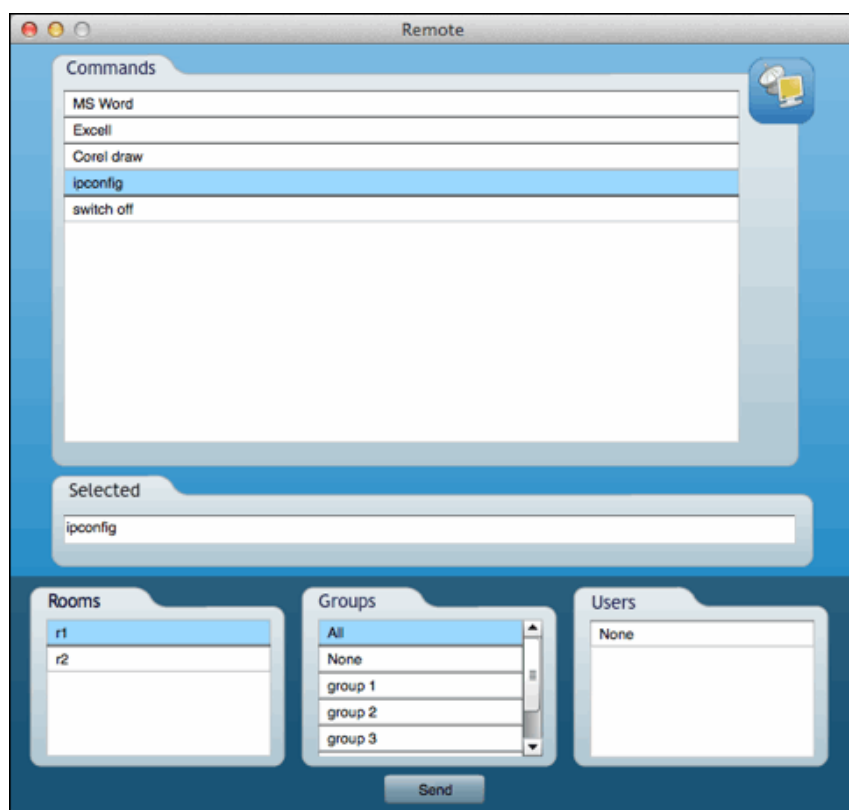 Remote
Commands
MS Word
Excell
Corel draw
ipconfig
switch off
Selected
ipconfig
Rooms
r1
r2
Groups
All
None
group 1
group 2
group 3
Users
None
Send